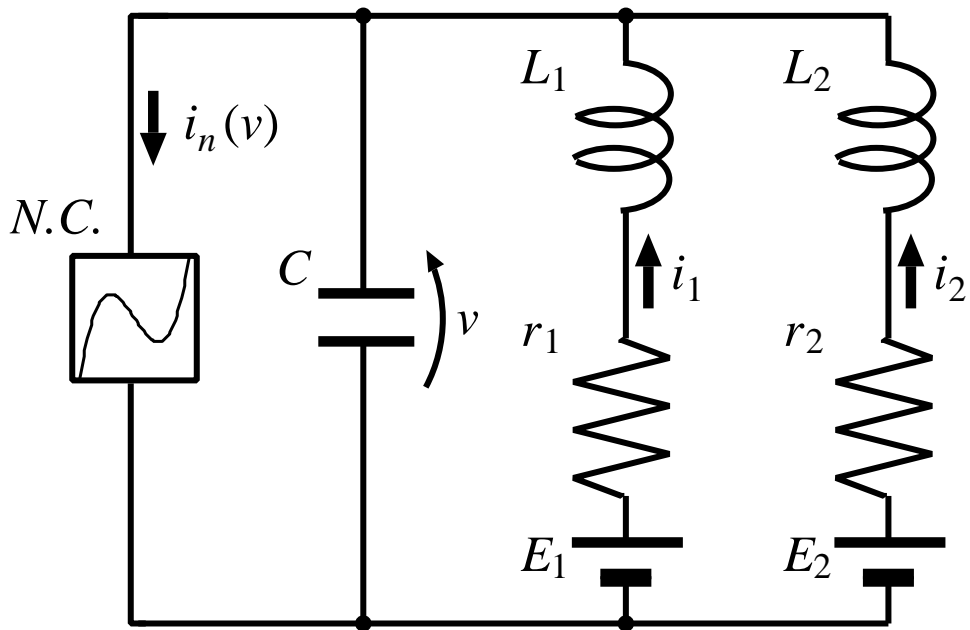 L₁
L₂
iₙ(v)
N.C.
C
v
i₁
i₂
r₁
r₂
E₁
E₂